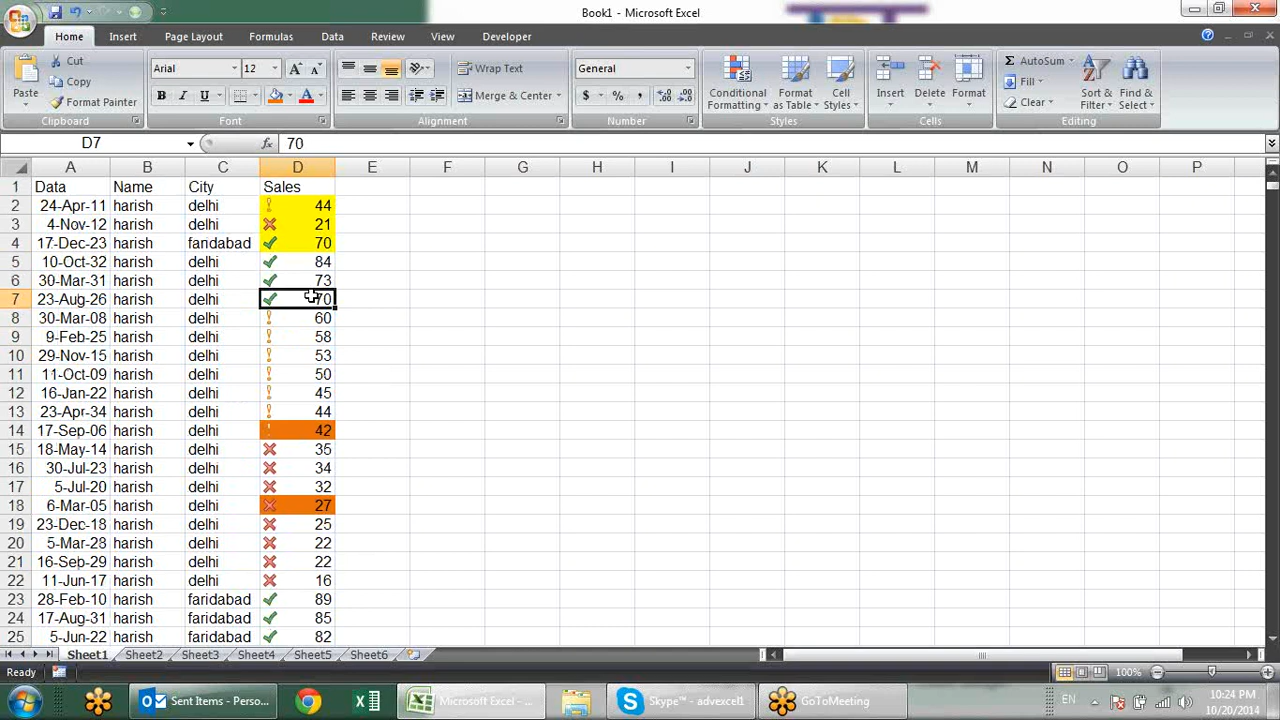 Book1 - Microsoft Excel
Home Insert Page Layout Formulas Data Review View Developer
Paste
Cut
Copy
Format Painter
Clipboard
Arial 12
B I U
Font
Wrap Text
Merge & Center
Alignment
General
$ % ,
Number
Conditional Formatting
Format as Table
Cell Styles
Styles
Insert Delete Format
Cells
AutoSum
Fill
Clear
Sort & Filter
Find & Select
Editing
D7 fx 70
A B C D E F G H I J K L M N O P
1 Data Name City Sales
2 24-Apr-11 harish delhi 44
3 4-Nov-12 harish delhi 21
4 17-Dec-23 harish faridabad 70
5 10-Oct-32 harish delhi 84
6 30-Mar-31 harish delhi 73
7 23-Aug-26 harish delhi 70
8 30-Mar-08 harish delhi 60
9 9-Feb-25 harish delhi 58
10 29-Nov-15 harish delhi 53
11 11-Oct-09 harish delhi 50
12 16-Jan-22 harish delhi 45
13 23-Apr-34 harish delhi 44
14 17-Sep-06 harish delhi 42
15 18-May-14 harish delhi 35
16 30-Jul-23 harish delhi 34
17 5-Jul-20 harish delhi 32
18 6-Mar-05 harish delhi 27
19 23-Dec-18 harish delhi 25
20 5-Mar-28 harish delhi 22
21 16-Sep-29 harish delhi 22
22 11-Jun-17 harish delhi 16
23 28-Feb-10 harish faridabad 89
24 17-Aug-31 harish faridabad 85
25 5-Jun-22 harish faridabad 82
Sheet1 Sheet2 Sheet3 Sheet4 Sheet5 Sheet6
Ready 100%
Sent Items - Perso... Microsoft Excel - ... Skype™ - advexcel1 GoToMeeting EN 10:24 PM
10/20/2014